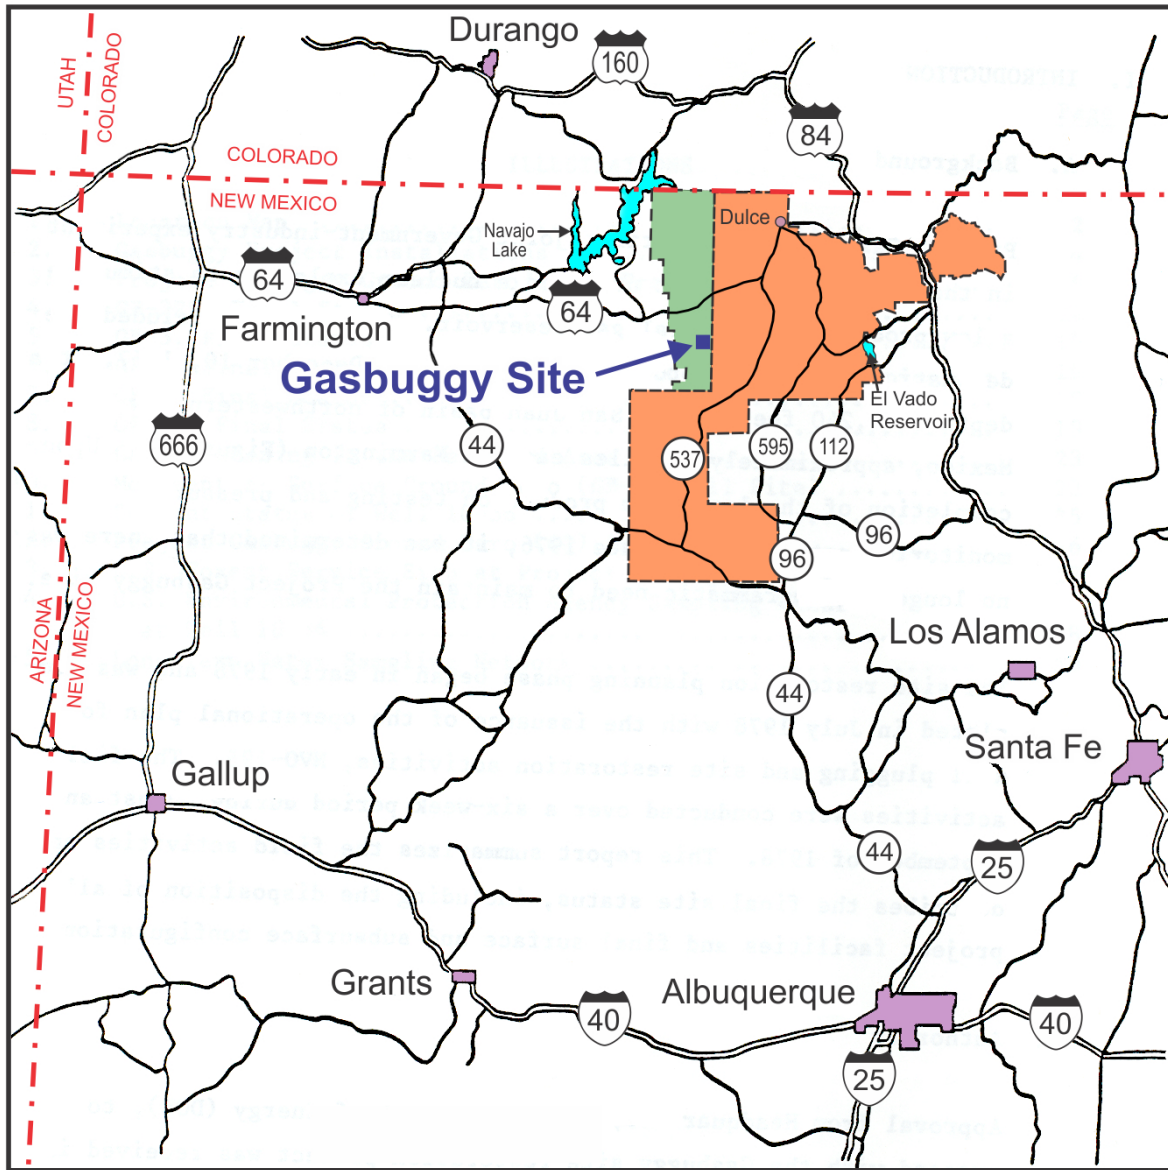 Durango
160
UTAH
COLORADO
84
COLORADO
NEW MEXICO
Dulce
Navajo
Lake
64
64
Farmington
Gasbuggy Site
El Vado
Reservoir
666
44
537
595
112
96
96
Los Alamos
ARIZONA
NEW MEXICO
44
Santa Fe
Gallup
44
25
Grants
Albuquerque
40
40
25